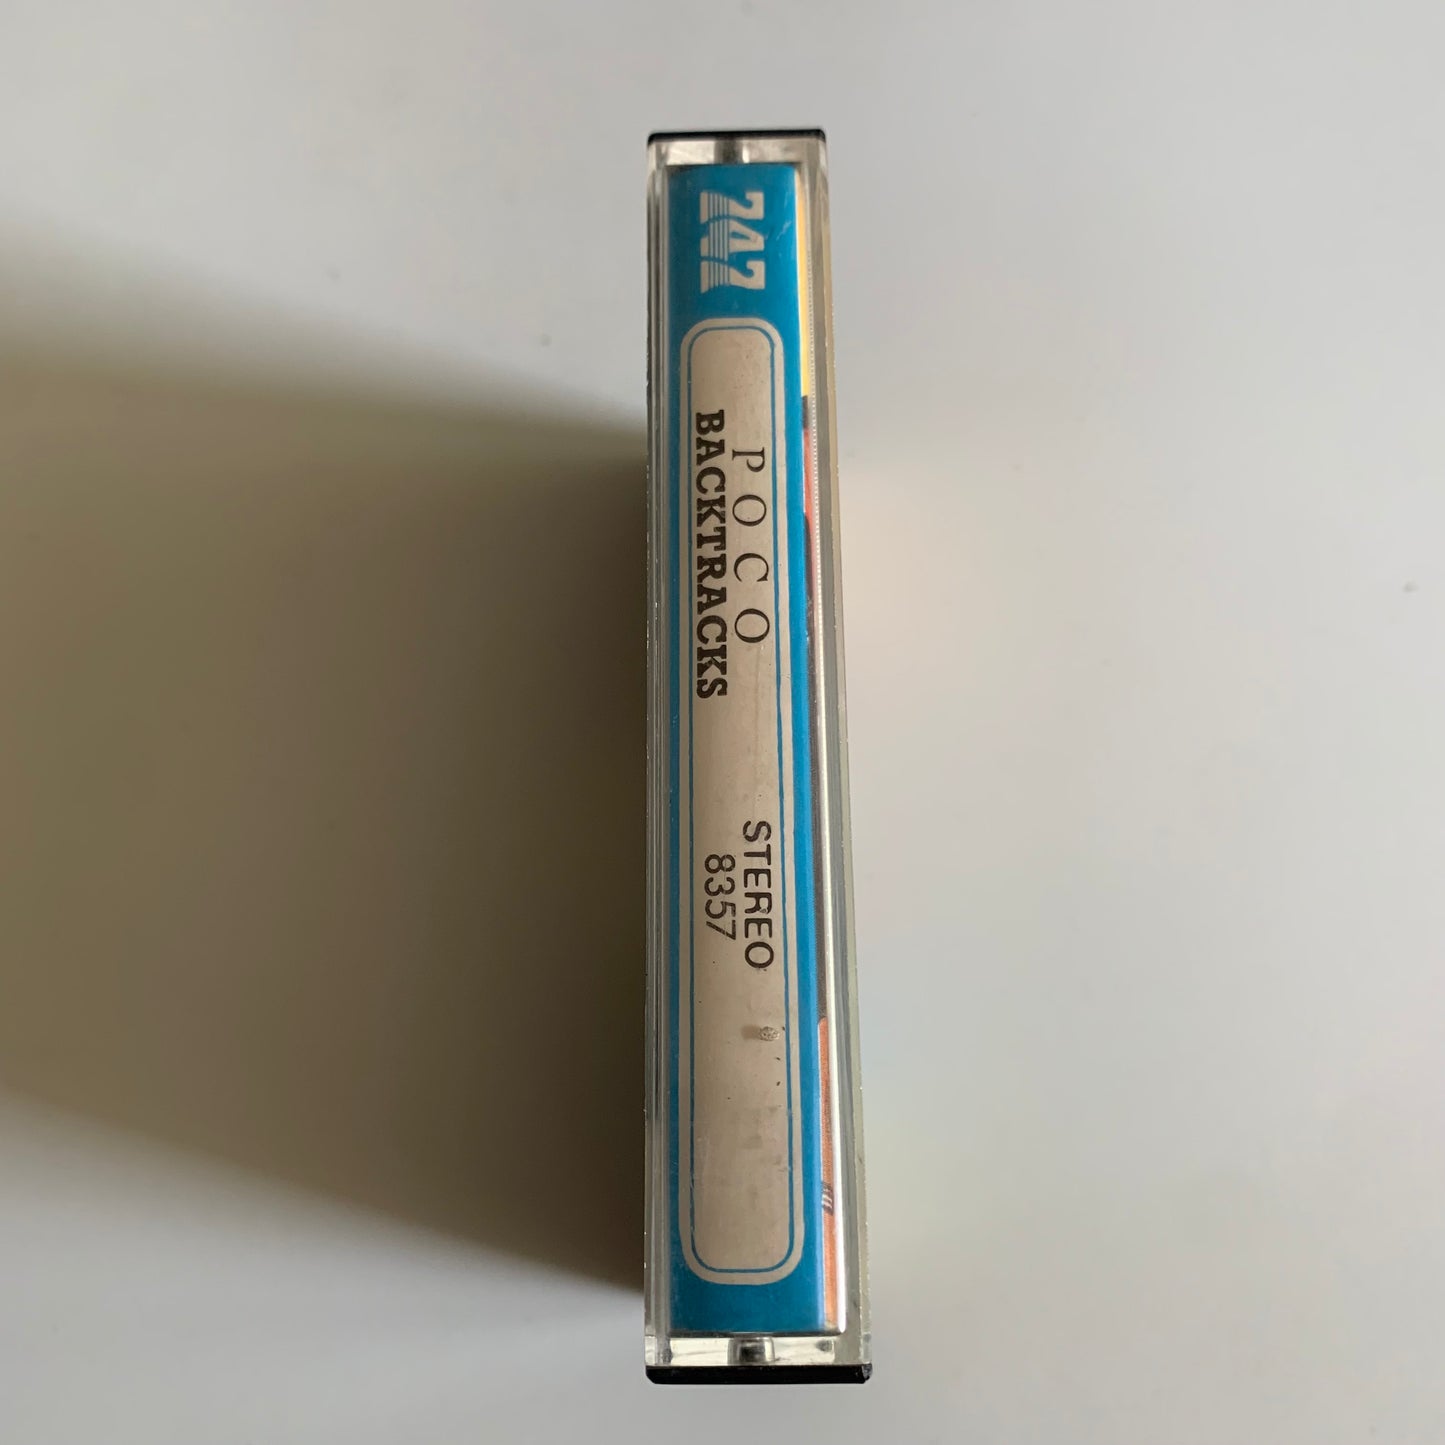 747
POCO
BACKTRACKS
STEREO
8357